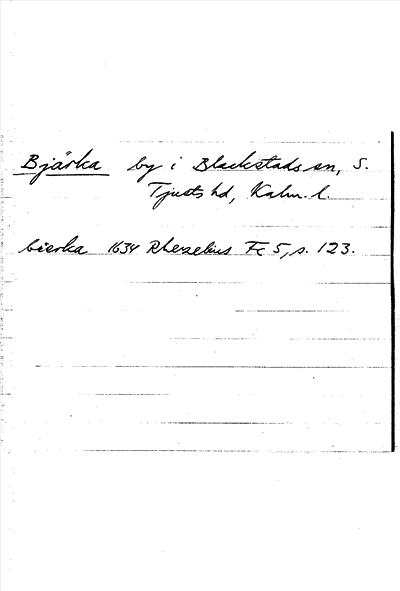 Bjärka by i Blackstads sn, S.
Tjusts hd, Kalm. l.
bierka 1634 Rhezelius Fc 5, s. 123.